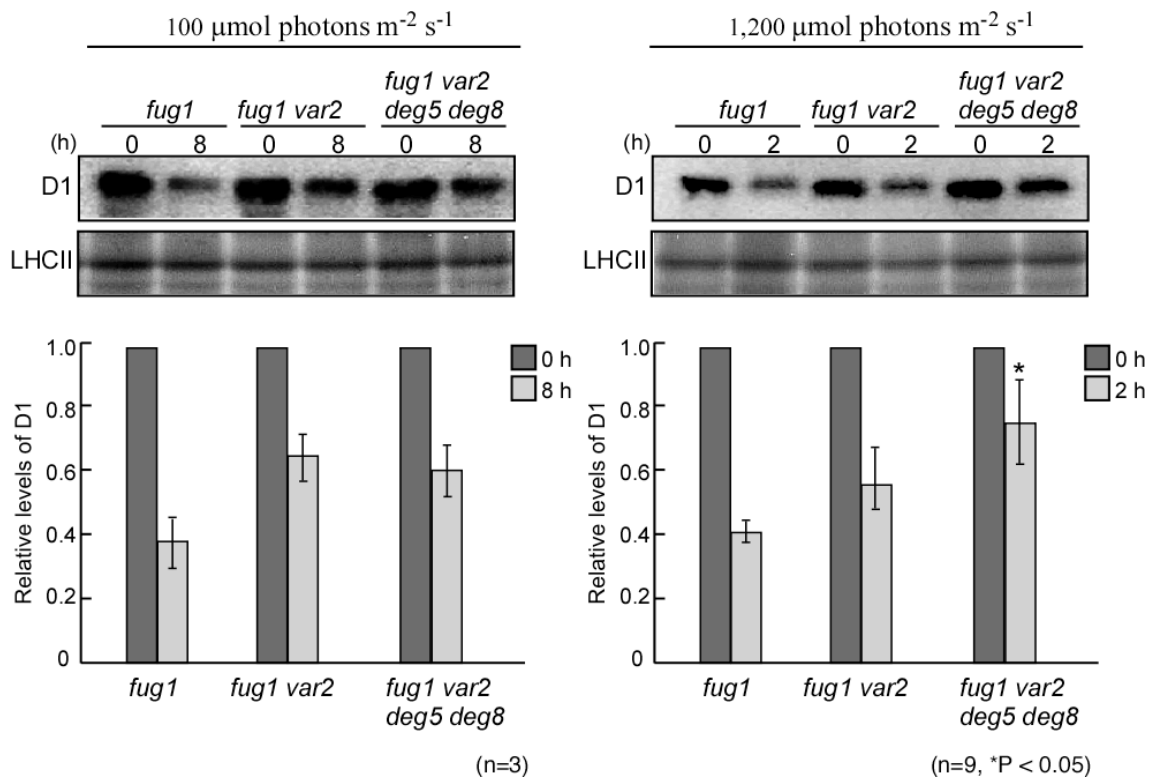 100 μmol photons m-2 s-1
fug1 fug1 var2 fug1 var2 deg5 deg8
(h) 0 8 0 8 0 8
D1
LHCII
1.0
0.8
0.6
0.4
0.2
0
Relative levels of D1
0 h
8 h
fug1 fug1 var2 fug1 var2
deg5 deg8
(n=3)
1,200 μmol photons m-2 s-1
fug1 fug1 var2 fug1 var2 deg5 deg8
(h) 0 2 0 2 0 2
D1
LHCII
1.0
0.8
0.6
0.4
0.2
0
Relative levels of D1
0 h
2 h
*
fug1 fug1 var2 fug1 var2
deg5 deg8
(n=9, *P < 0.05)